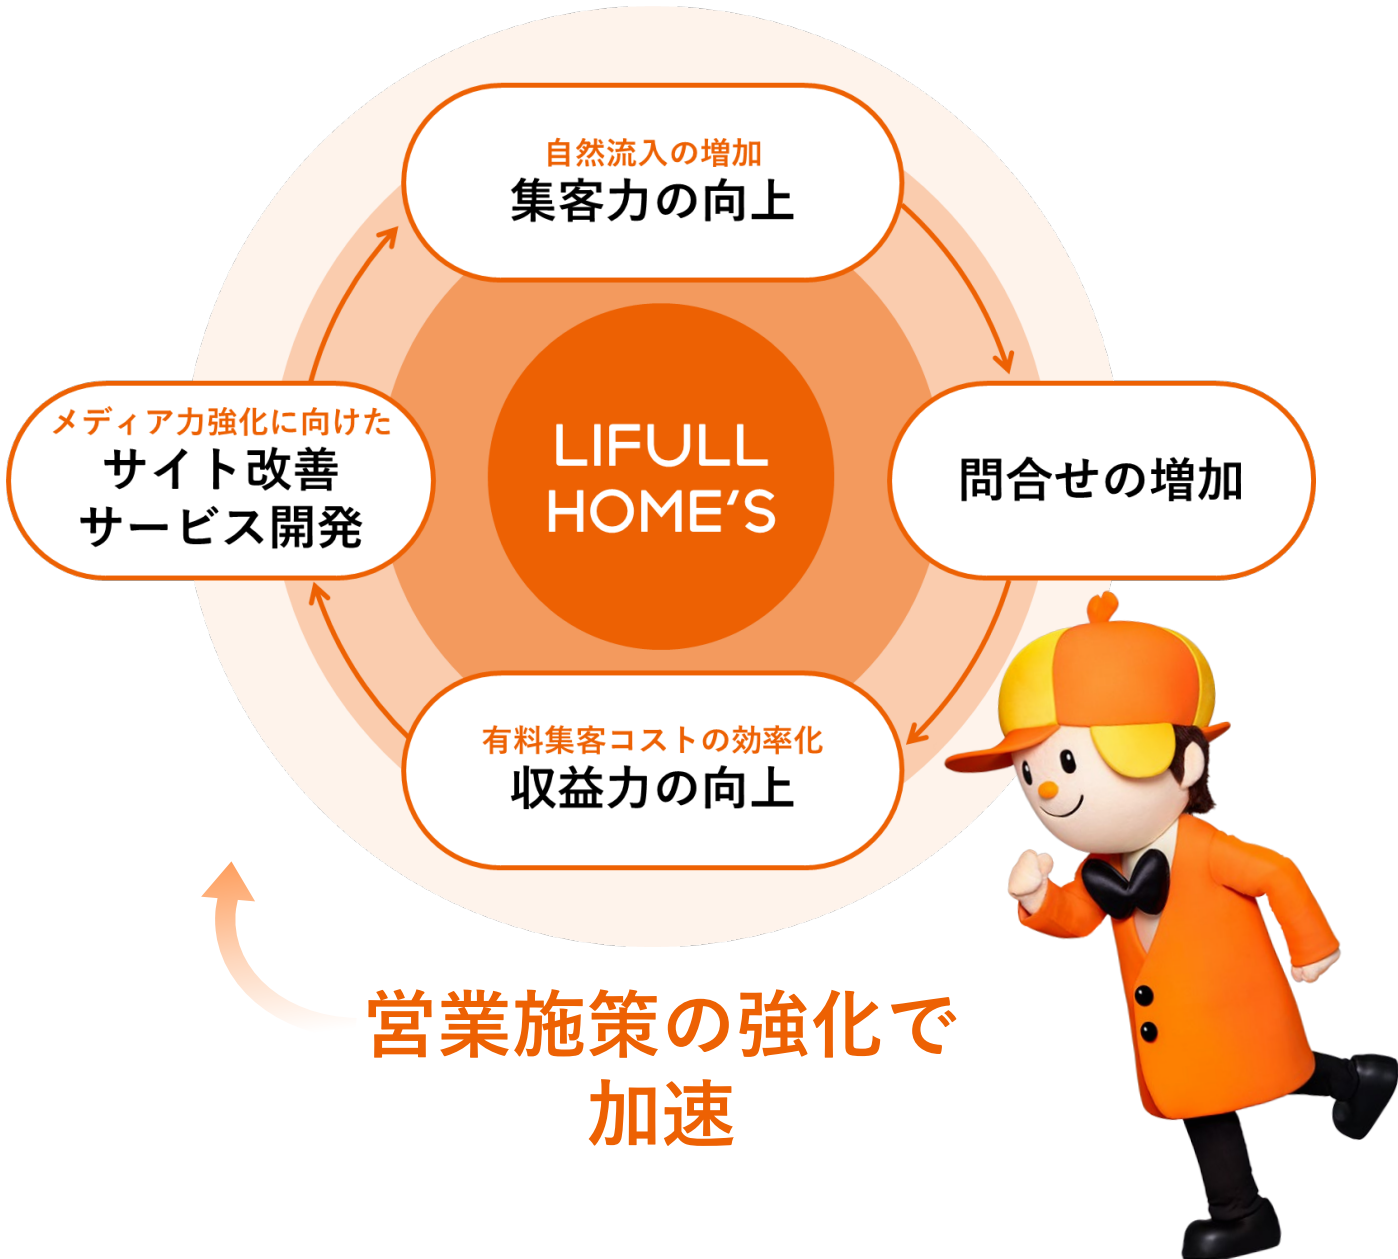 自然流入の増加
集客力の向上
メディア力強化に向けた
サイト改善
サービス開発
LIFULL
HOME'S
問合せの増加
有料集客コストの効率化
収益力の向上
営業施策の強化で
加速